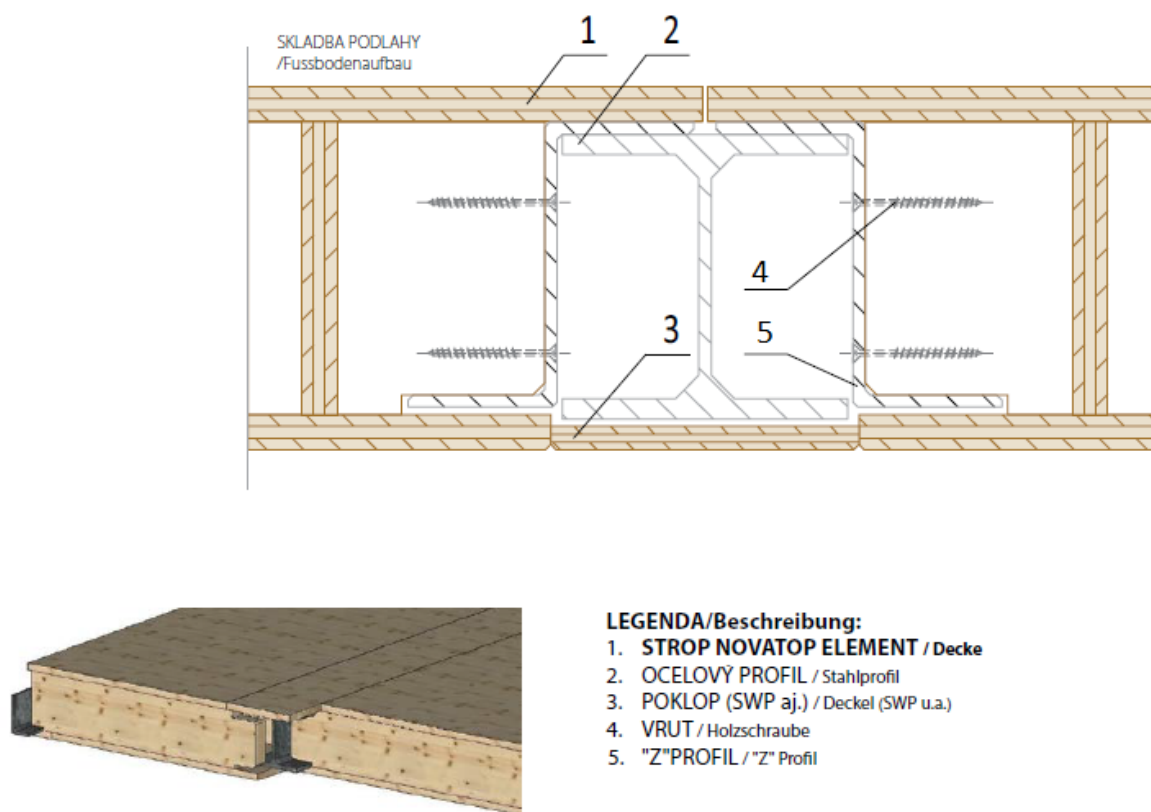 SKLADBA PODLAHY
/Fussbodenaufbau
1
2
4
3
5
LEGENDA/Beschreibung:
1. STROP NOVATOP ELEMENT / Decke
2. OCELOVÝ PROFIL / Stahlprofil
3. POKLOP (SWP aj.) / Deckel (SWP u.a.)
4. VRUT / Holzschraube
5. "Z"PROFIL / "Z" Profil